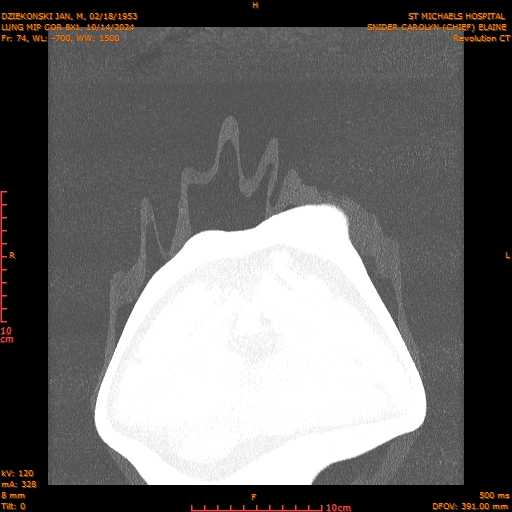 H
DZIEKONSKI JAN, M, 02/18/1953
ST MICHAELS HOSPITAL
LUNG MIP COR 8X1, 10/14/2024
SNIDER CAROLYN (CHIEF) ELAINE
Fr: 74, WL: -700, WW: 1500
Revolution CT
R
L
10
cm
kV: 120
mA: 328
8 mm
Tilt: 0
F
10cm
500 ms
DFOV: 391.00 mm